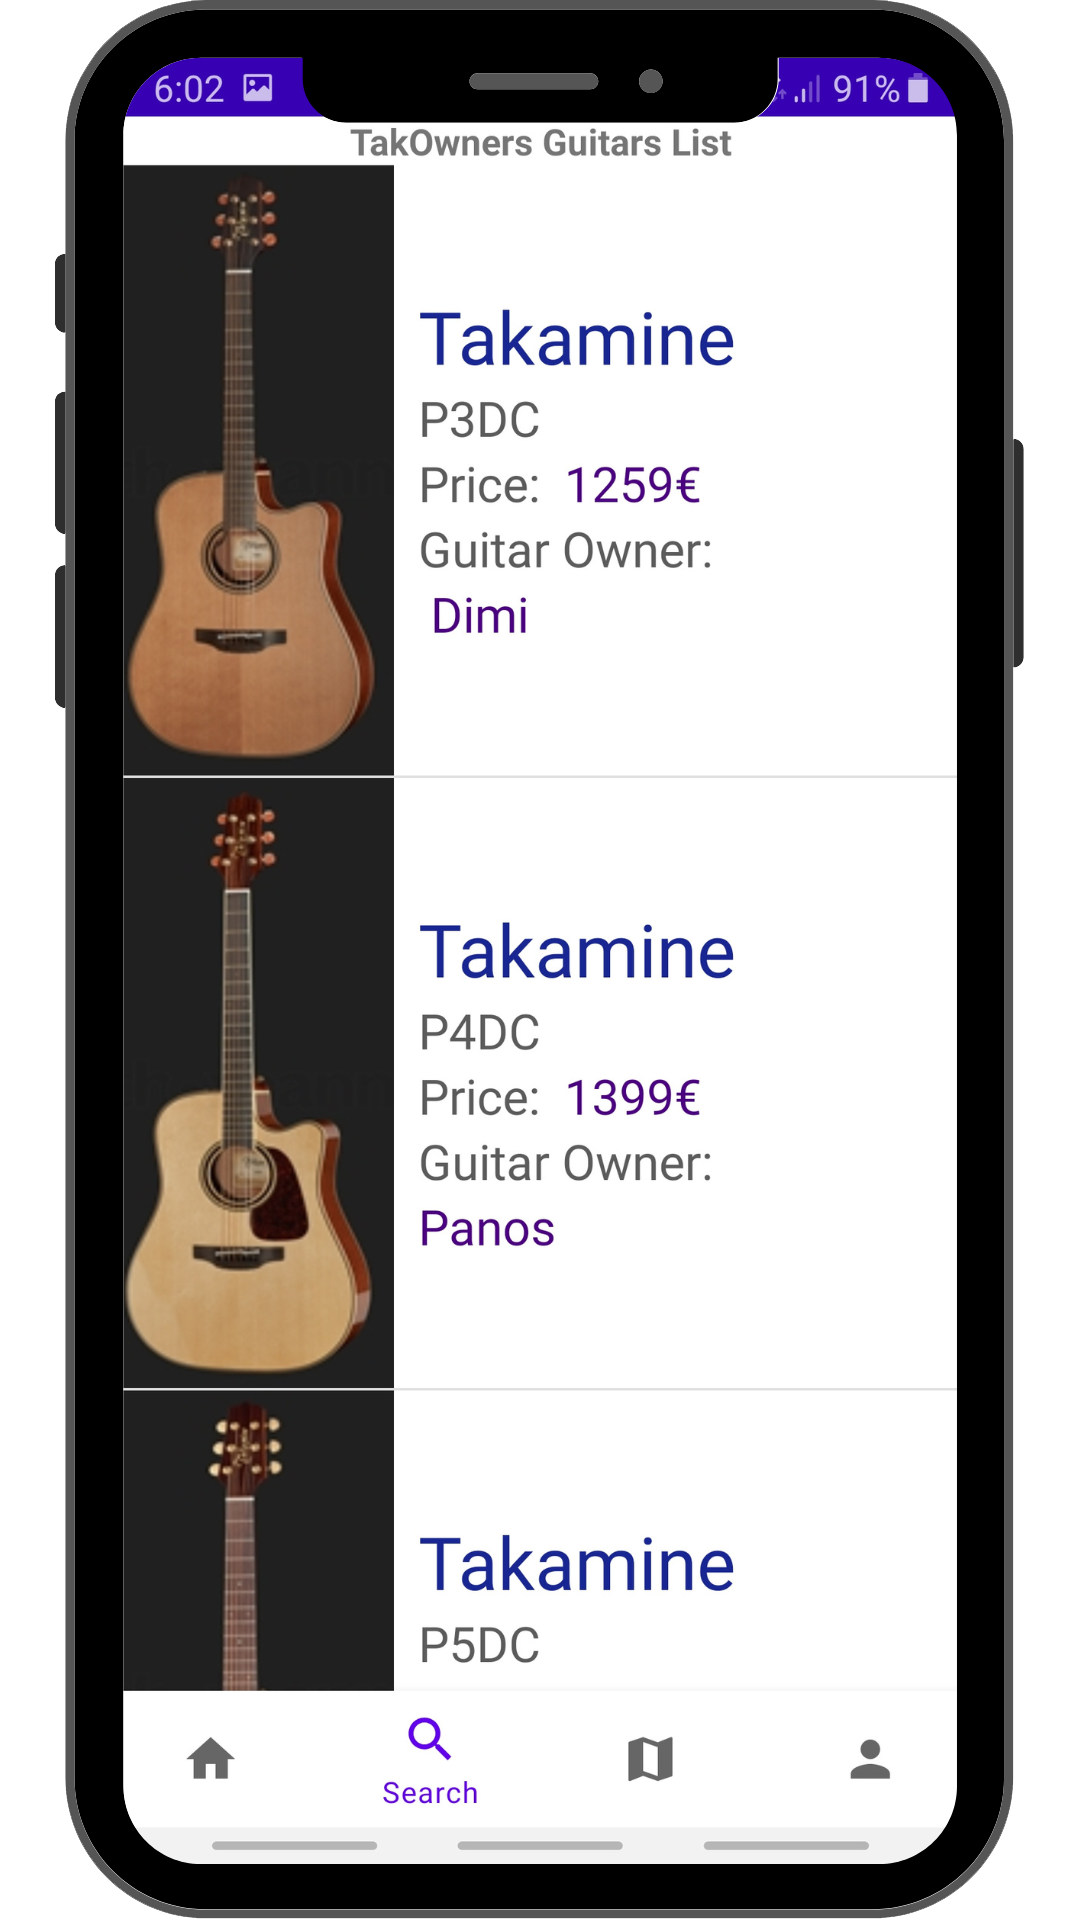 6:02 91%
TakOwners Guitars List
Takamine
P3DC
Price: 1259€
Guitar Owner:
Dimi
Takamine
P4DC
Price: 1399€
Guitar Owner:
Panos
Takamine
P5DC
Search